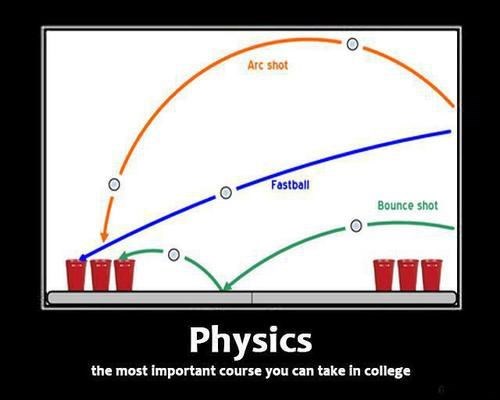 Arc shot
Fastball
Bounce shot
Physics
the most important course you can take in college